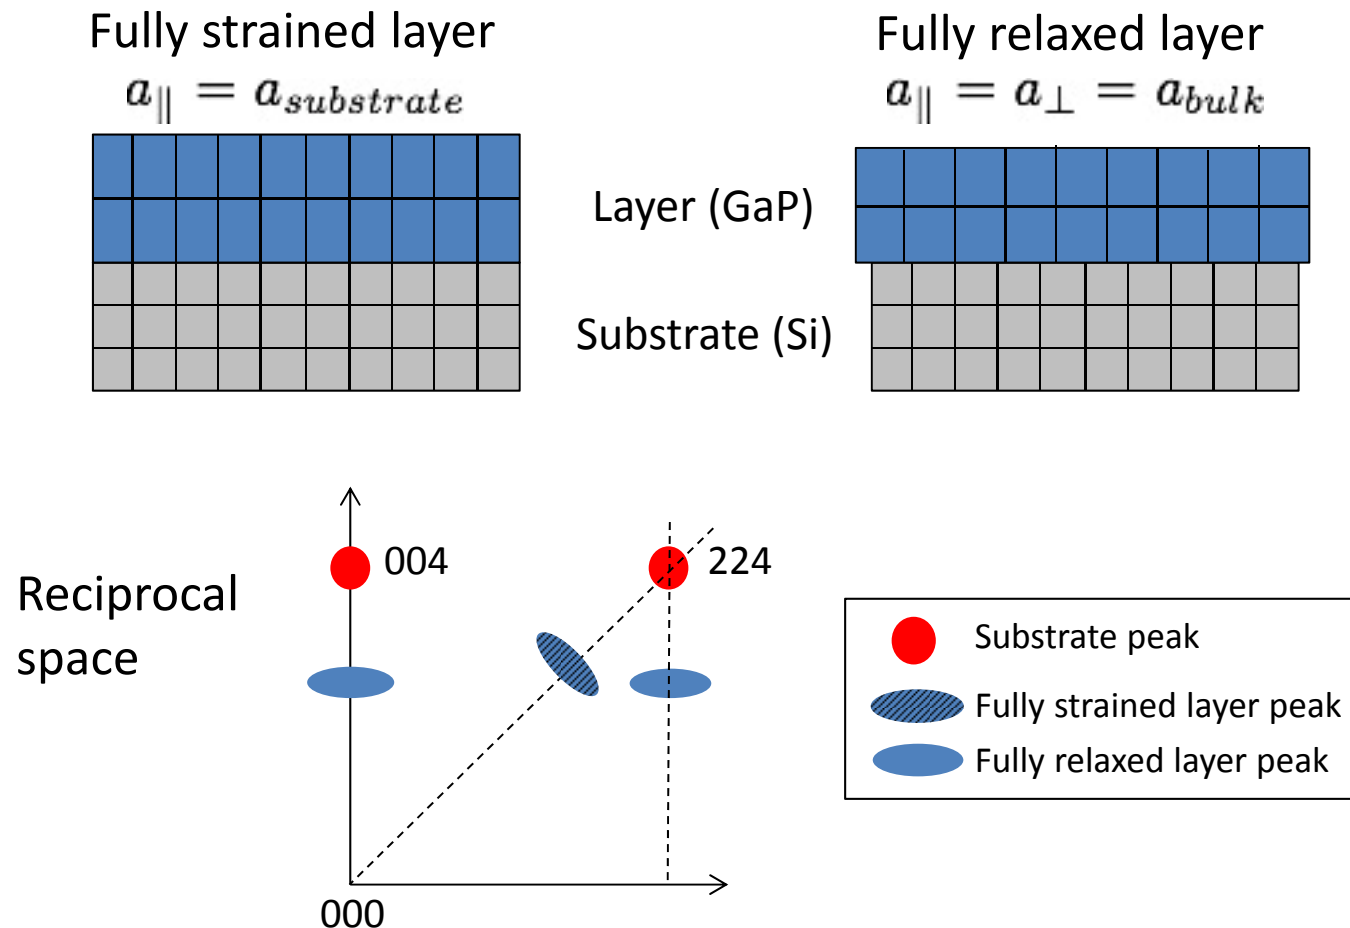 Fully strained layer
a∥ = a_substrate
Fully relaxed layer
a∥ = a⊥ = a_bulk
Layer (GaP)
Substrate (Si)
Reciprocal
space
004
224
000
Substrate peak
Fully strained layer peak
Fully relaxed layer peak